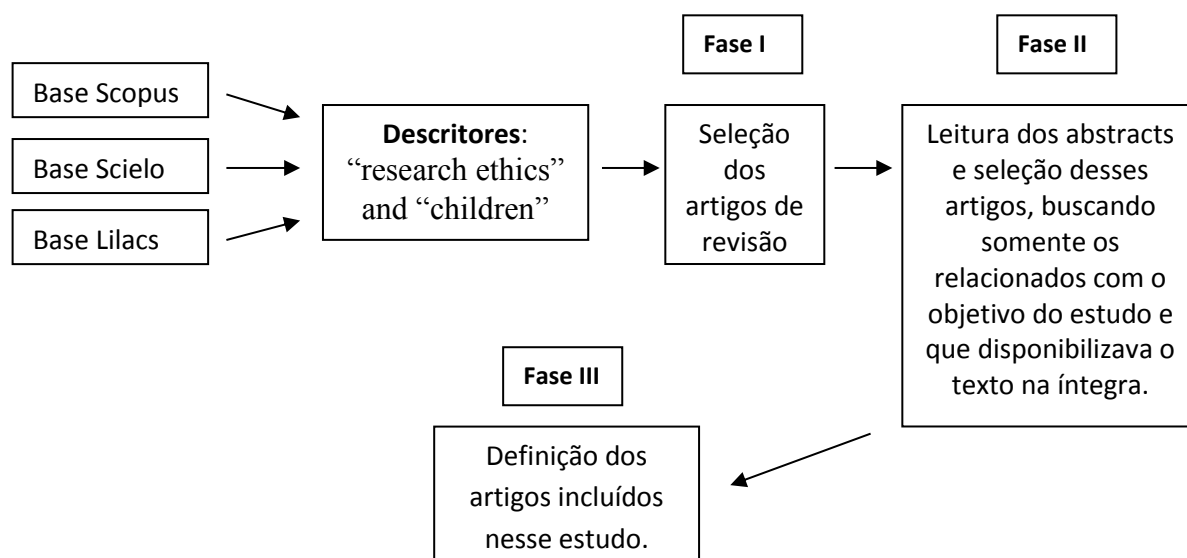 Base Scopus
Base Scielo
Base Lilacs
Descritores:
“research ethics”
and “children”
Fase I
Seleção
dos
artigos de
revisão
Fase II
Leitura dos abstracts
e seleção desses
artigos, buscando
somente os
relacionados com o
objetivo do estudo e
que disponibilizava o
texto na íntegra.
Fase III
Definição dos
artigos incluídos
nesse estudo.